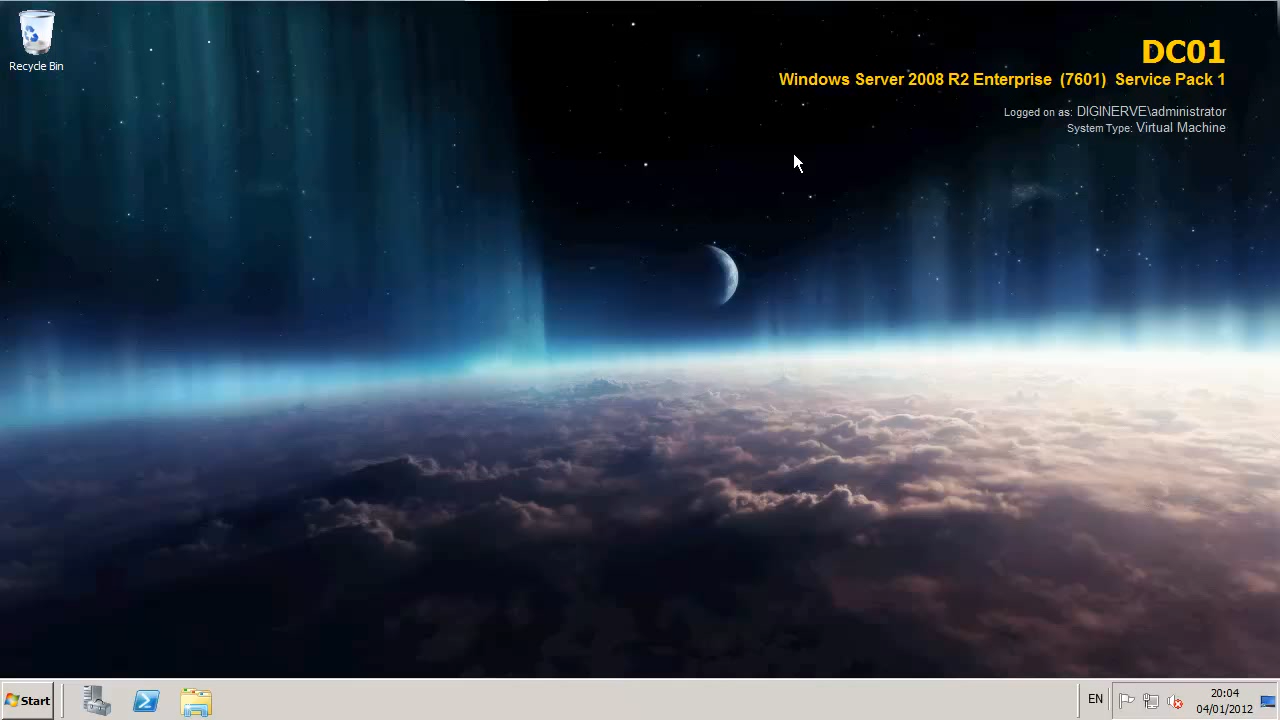 Recycle Bin
DC01
Windows Server 2008 R2 Enterprise (7601) Service Pack 1
Logged on as: DIGINERVE\administrator
System Type: Virtual Machine
Start
EN
20:04
04/01/2012